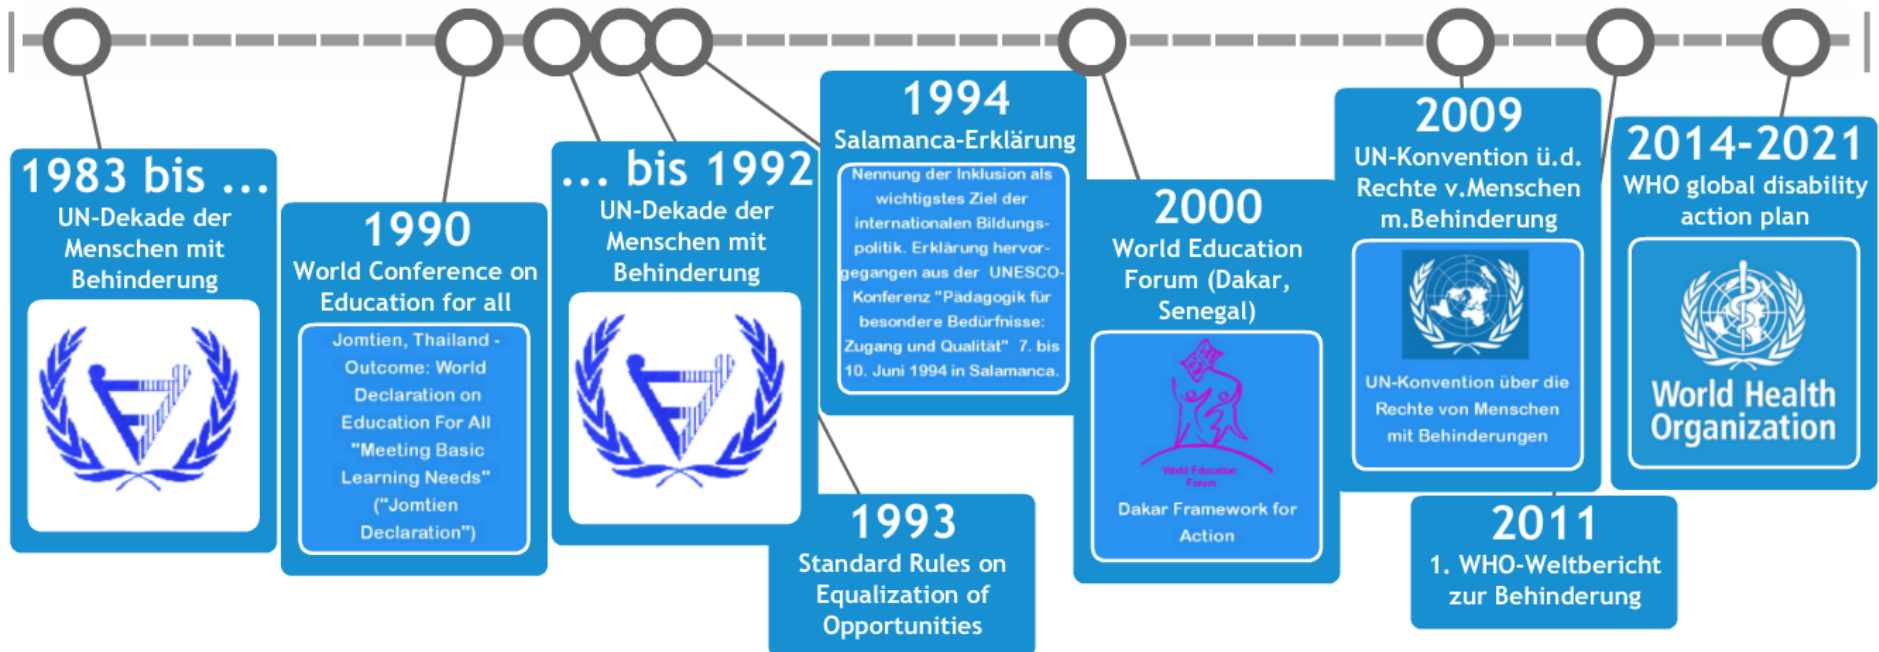 1983 bis ...
UN-Dekade der
Menschen mit
Behinderung
1990
World Conference on
Education for all
Jomtien, Thailand -
Outcome: World
Declaration on
Education For All
"Meeting Basic
Learning Needs"
("Jomtien
Declaration")
... bis 1992
UN-Dekade der
Menschen mit
Behinderung
1993
Standard Rules on
Equalization of
Opportunities
1994
Salamanca-Erklärung
Nennung der Inklusion als
wichtigstes Ziel der
internationalen Bildungs-
politik. Erklärung hervor-
gegangen aus der UNESCO-
Konferenz "Pädagogik für
besondere Bedürfnisse:
Zugang und Qualität" 7. bis
10. Juni 1994 in Salamanca.
2000
World Education
Forum (Dakar,
Senegal)
World Education
Forum
Dakar Framework for
Action
2009
UN-Konvention ü.d.
Rechte v.Menschen
m.Behinderung
UN-Konvention über die
Rechte von Menschen
mit Behinderungen
2011
1. WHO-Weltbericht
zur Behinderung
2014-2021
WHO global disability
action plan
World Health
Organization